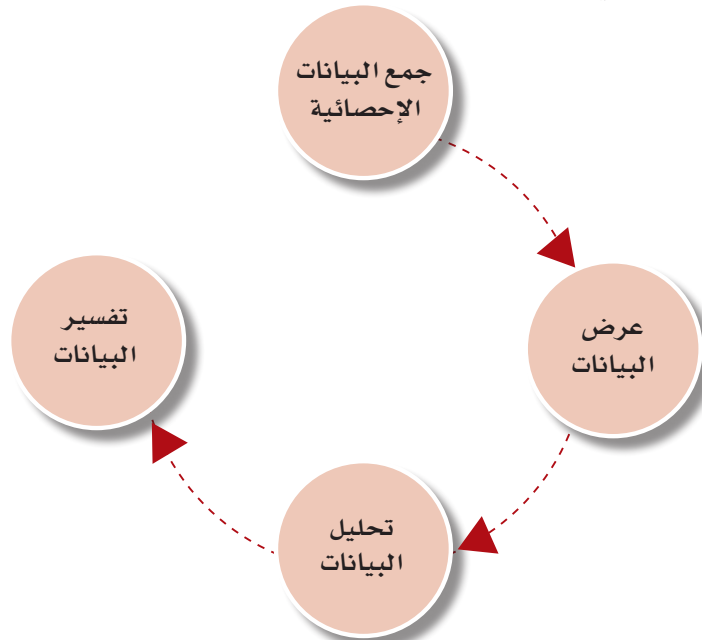 جمع البيانات
الإحصائية
عرض
البيانات
تحليل
البيانات
تفسير
البيانات